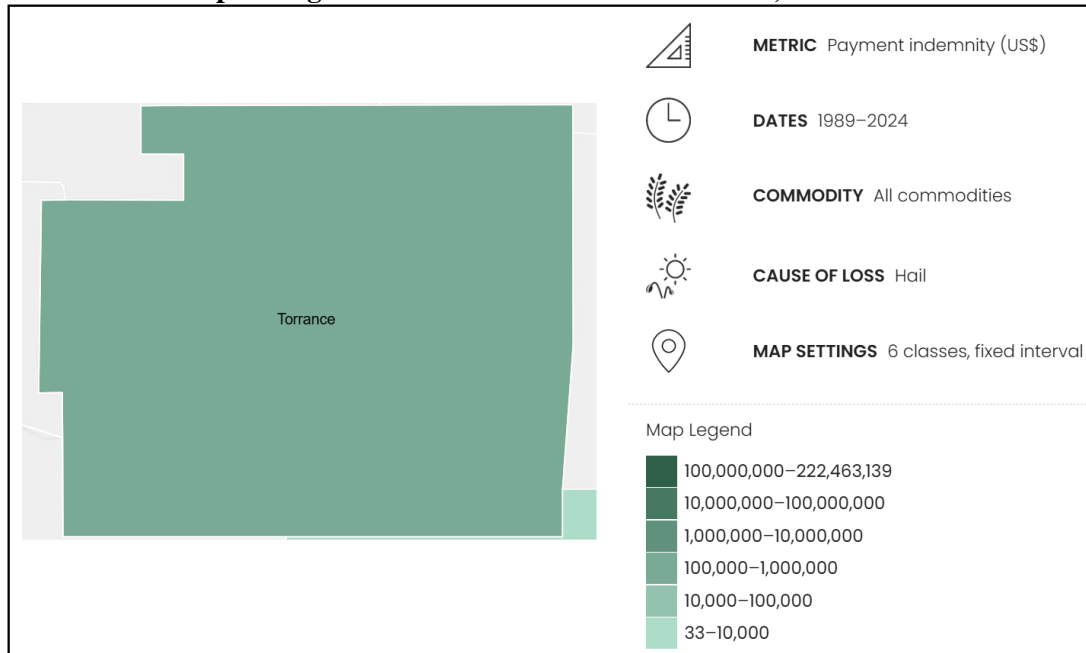 Torrance
METRIC Payment indemnity (US$)
DATES 1989–2024
COMMODITY All commodities
CAUSE OF LOSS Hail
MAP SETTINGS 6 classes, fixed interval
Map Legend
100,000,000–222,463,139
10,000,000–100,000,000
1,000,000–10,000,000
100,000–1,000,000
10,000–100,000
33–10,000